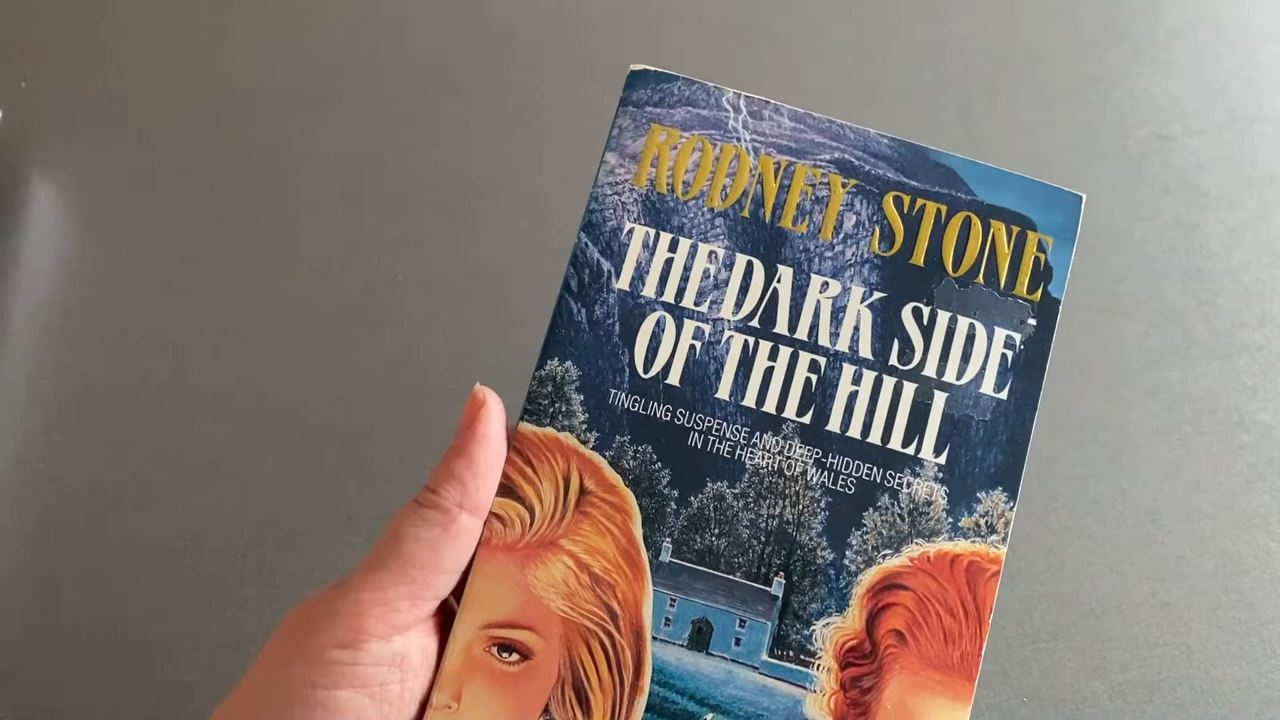 RODNEY STONE
THE DARK SIDE
OF THE HILL
TINGLING SUSPENSE AND DEEP-HIDDEN SECRETS
IN THE HEART OF WALES